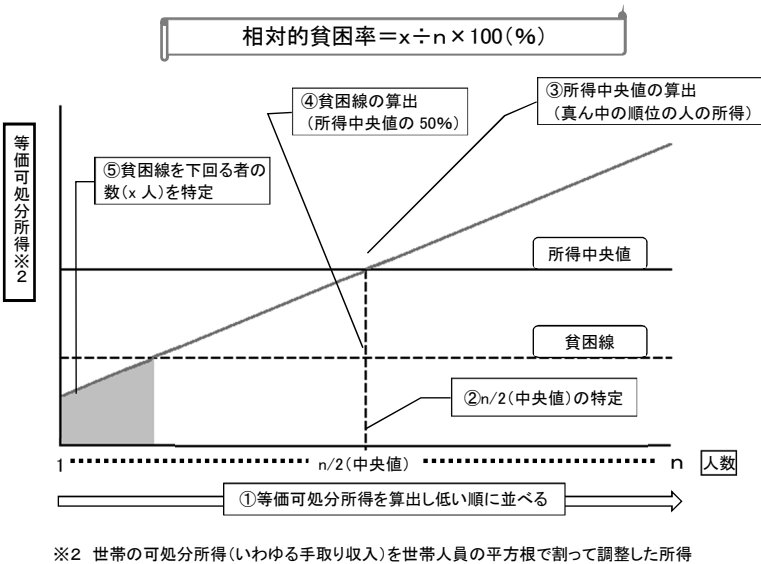 相対的貧困率＝x÷n×100(%)
④貧困線の算出
(所得中央値の 50%)
③所得中央値の算出
(真ん中の順位の人の所得)
⑤貧困線を下回る者の
数(x 人)を特定
等価可処分所得※2
所得中央値
貧困線
②n/2(中央値)の特定
1
n/2(中央値)
n
人数
①等価可処分所得を算出し低い順に並べる
※2 世帯の可処分所得(いわゆる手取り収入)を世帯人員の平方根で割って調整した所得